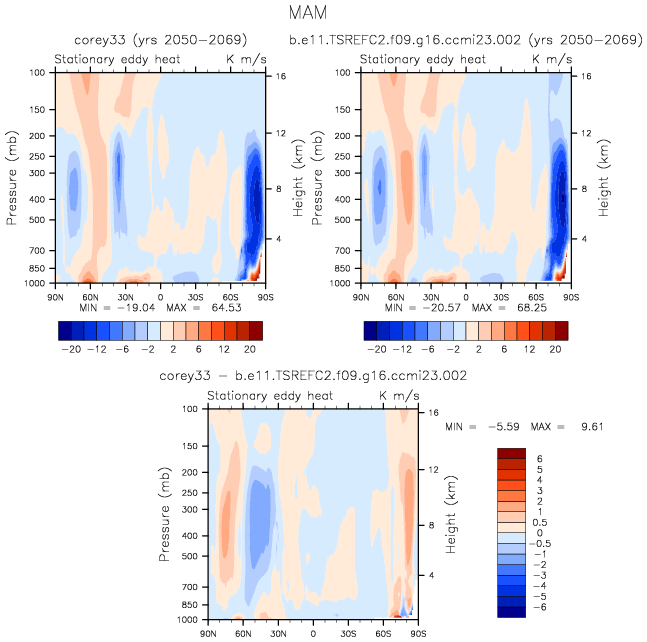 MAM
corey33 (yrs 2050-2069)
Stationary eddy heat K m/s
Pressure (mb)
100
150
200
250
300
400
500
700
850
1000
90N 60N 30N 0 30S 60S 90S
16
12
8
4
Height (km)
MIN = -19.04 MAX = 64.53
-20 -12 -6 -2 2 6 12 20
b.e11.TSREFC2.f09.g16.ccmi23.002 (yrs 2050-2069)
Stationary eddy heat K m/s
Pressure (mb)
100
150
200
250
300
400
500
700
850
1000
90N 60N 30N 0 30S 60S 90S
16
12
8
4
Height (km)
MIN = -20.57 MAX = 68.25
-20 -12 -6 -2 2 6 12 20
corey33 - b.e11.TSREFC2.f09.g16.ccmi23.002
Stationary eddy heat K m/s
Pressure (mb)
100
150
200
250
300
400
500
700
850
1000
90N 60N 30N 0 30S 60S 90S
16
12
8
4
Height (km)
MIN = -5.59 MAX = 9.61
6
5
4
3
2
1
0.5
0
-0.5
-1
-2
-3
-4
-5
-6